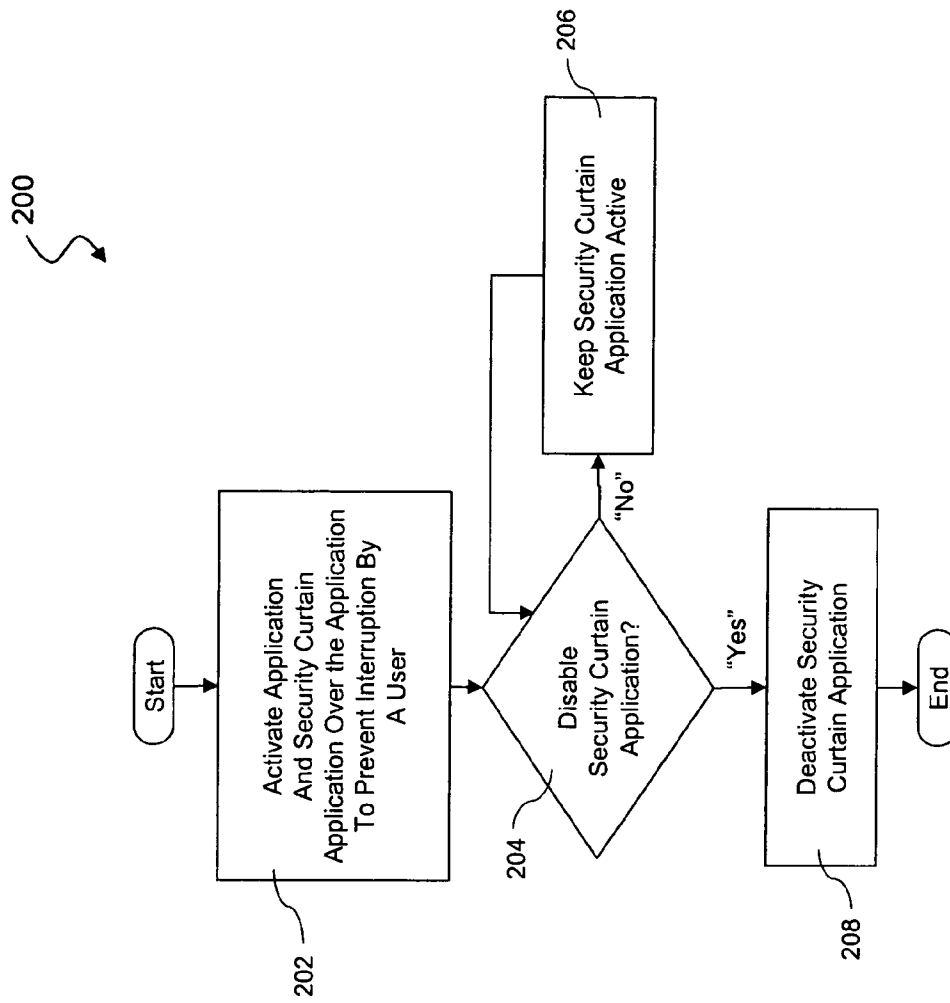 200
Start
Activate Application
And Security Curtain
Application Over the Application
To Prevent Interruption By
A User
202
Disable
Security Curtain
Application?
204
"No"
Keep Security Curtain
Application Active
206
"Yes"
Deactivate Security
Curtain Application
208
End